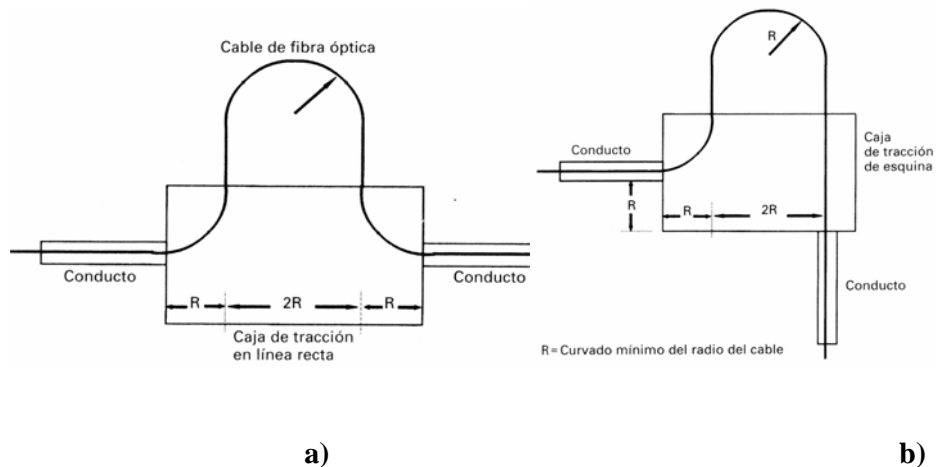 Cable de fibra óptica
Conducto
Conducto
R
2R
R
Caja de tracción
en línea recta
R
Conducto
Caja
de tracción
de esquina
R
R
2R
Conducto
R=Curvado mínimo del radio del cable
a)
b)